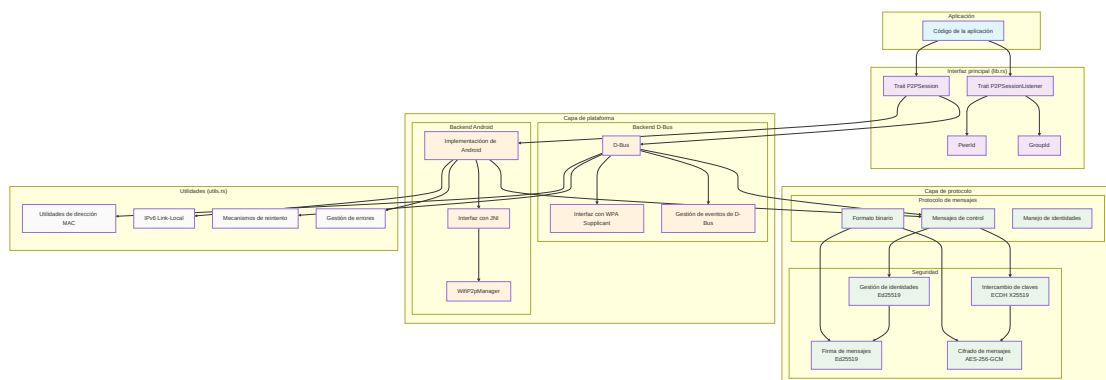 Aplicación
Código de la aplicación
Interfaz principal (lib.rs)
Trait P2PSession
Trait P2PSessionListener
PeerId
GroupId
Capa de plataforma
Backend Android
Implementacióon de
Android
Interfaz con JNI
WifiP2pManager
Backend D-Bus
D-Bus
Interfaz con WPA
Supplicant
Gestión de eventos de D-
Bus
Utilidades (utils.rs)
Utilidades de dirección
MAC
IPv6 Link-Local
Mecanismos de reintento
Gestión de errores
Capa de protocolo
Protocolo de mensajes
Formato binario
Mensajes de control
Manejo de identidades
Seguridad
Gestión de identidades
Ed25519
Intercambio de claves
ECDH X25519
Firma de mensajes
Ed25519
Cifrado de mensajes
AES-256-GCM